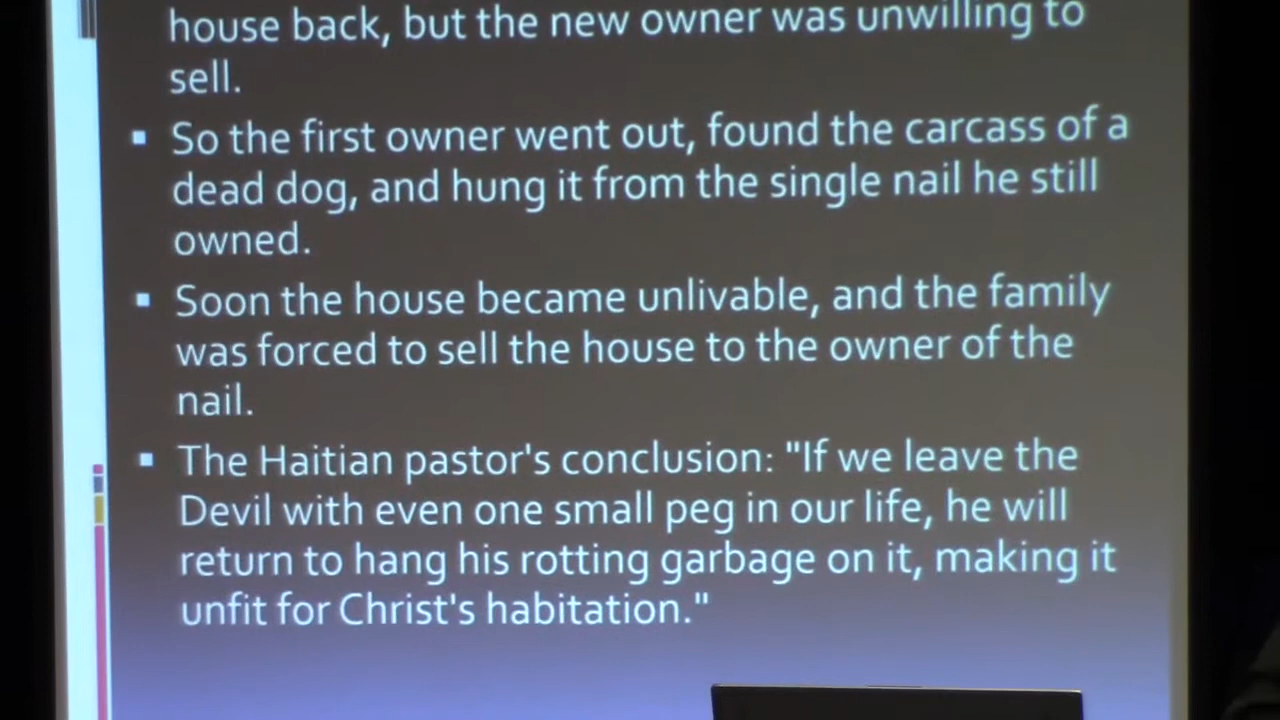 house back, but the new owner was unwilling to
sell.
So the first owner went out, found the carcass of a
dead dog, and hung it from the single nail he still
owned.
Soon the house became unlivable, and the family
was forced to sell the house to the owner of the
nail.
The Haitian pastor's conclusion: "If we leave the
Devil with even one small peg in our life, he will
return to hang his rotting garbage on it, making it
unfit for Christ's habitation."